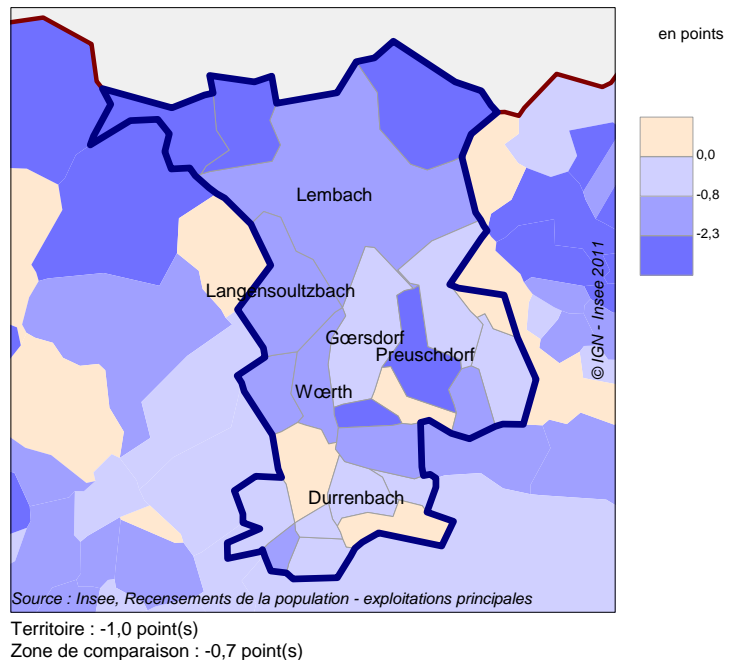 en points
0,0
-0,8
-2,3
Lembach
Langensoultzbach
Gœrsdorf
Preuschdorf
Wœrth
Durrenbach
© IGN - Insee 2011
Source : Insee, Recensements de la population - exploitations principales
Territoire : -1,0 point(s)
Zone de comparaison : -0,7 point(s)